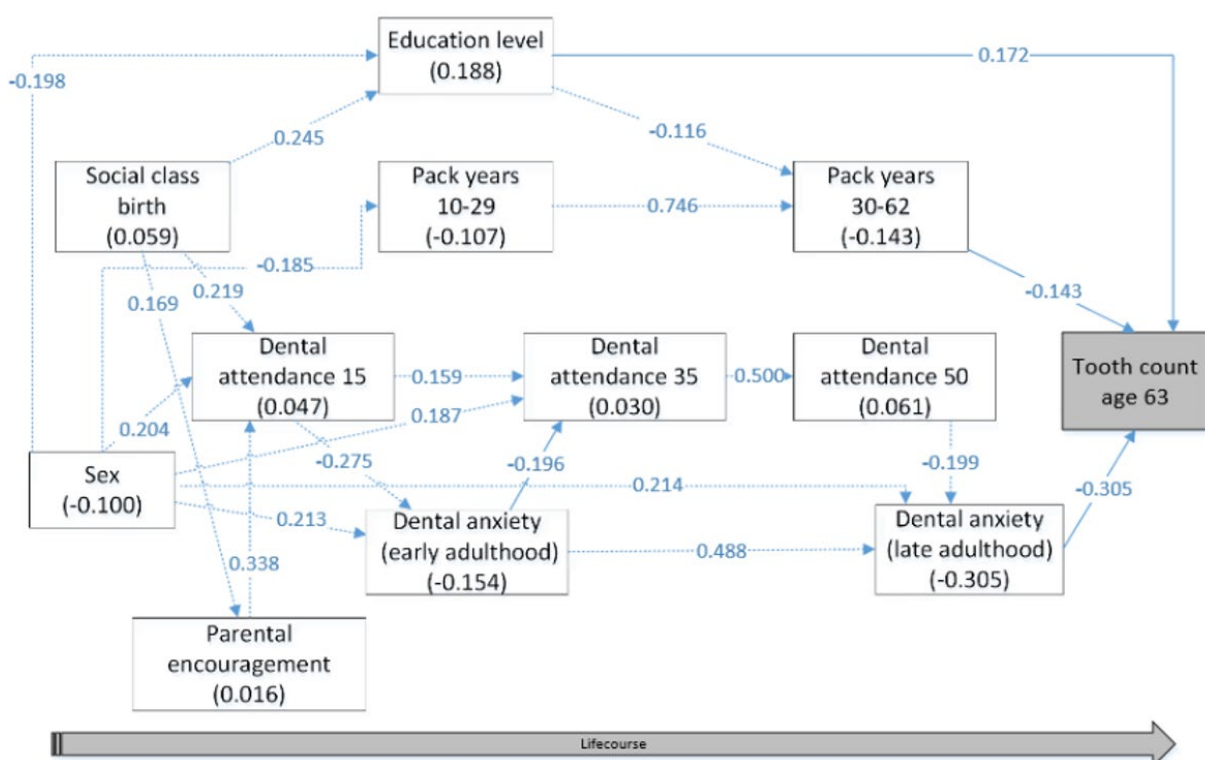 Education level
(0.188)
0.172
-0.198
-0.116
0.245
Social class
birth
(0.059)
Pack years
10-29
(-0.107)
0.746
Pack years
30-62
(-0.143)
-0.185
0.219
0.169
-0.143
Dental
attendance 15
(0.047)
0.159
Dental
attendance 35
(0.030)
0.500
Dental
attendance 50
(0.061)
Tooth count
age 63
0.187
0.204
-0.275
-0.196
-0.199
Sex
(-0.100)
0.214
-0.305
0.213
Dental anxiety
(early adulthood)
(-0.154)
0.488
Dental anxiety
(late adulthood)
(-0.305)
0.338
Parental
encouragement
(0.016)
Lifecourse